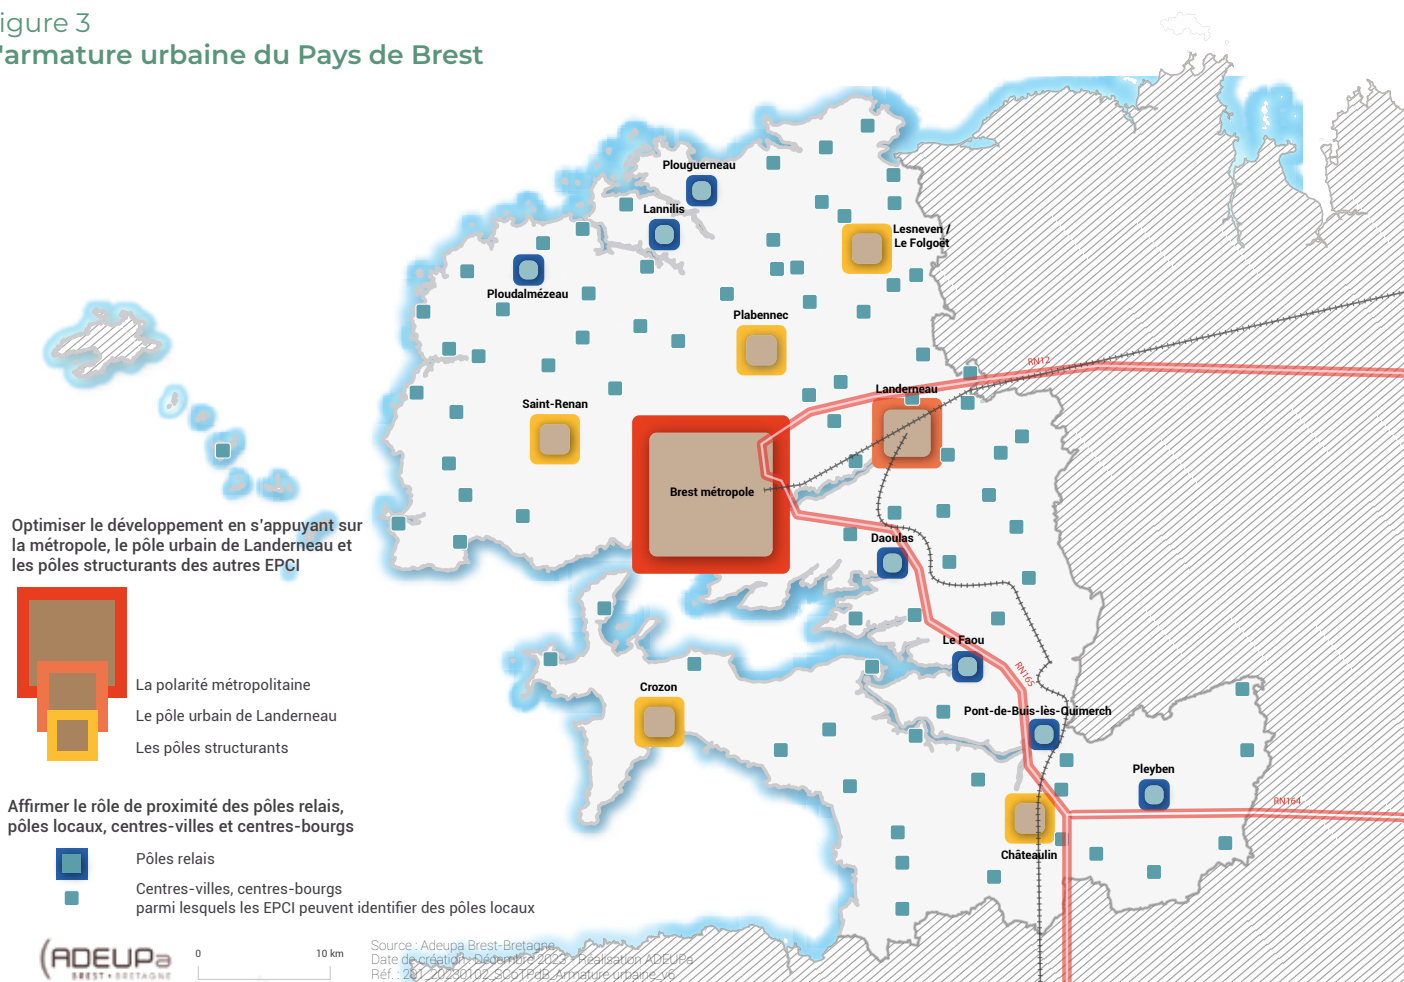 igure 3
'armature urbaine du Pays de Brest
Plouguerneau
Lannilis
Lesneven /
Le Folgoët
Ploudalmézeau
Plabennec
RN12
Landerneau
Saint-Renan
Brest métropole
Daoulas
Le Faou
RN165
Crozon
Pont-de-Buis-lès-Quimerch
Pleyben
RN164
Châteaulin
Optimiser le développement en s'appuyant sur
la métropole, le pôle urbain de Landerneau et
les pôles structurants des autres EPCI
La polarité métropolitaine
Le pôle urbain de Landerneau
Les pôles structurants
Affirmer le rôle de proximité des pôles relais,
pôles locaux, centres-villes et centres-bourgs
Pôles relais
Centres-villes, centres-bourgs
parmi lesquels les EPCI peuvent identifier des pôles locaux
ADEUPa
BREST • BRETAGNE
0 10 km
Source : Adeupa Brest-Bretagne
Date de création : Décembre 2023 - Réalisation ADEUPa
Réf. : 201_20230102_SCoTPdB_Armature urbaine_v6